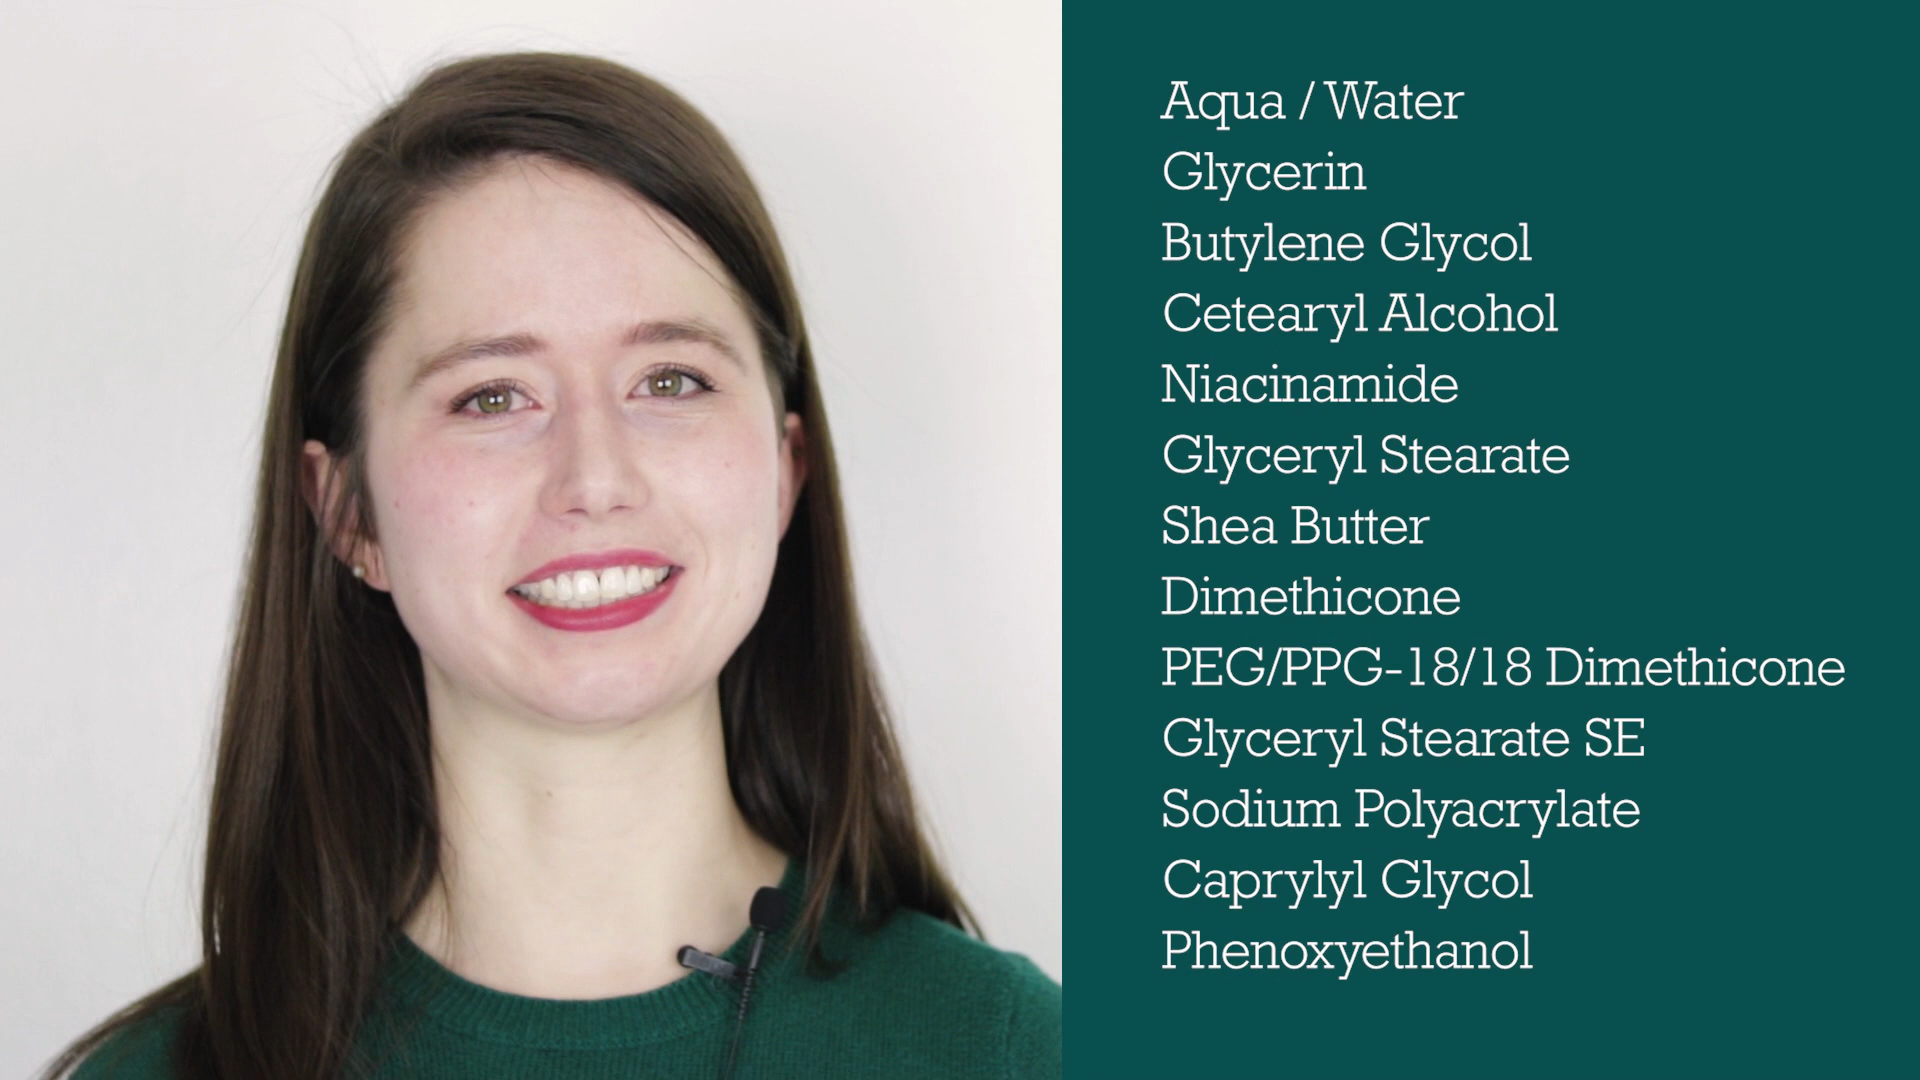 Aqua / Water
Glycerin
Butylene Glycol
Cetearyl Alcohol
Niacinamide
Glyceryl Stearate
Shea Butter
Dimethicone
PEG/PPG-18/18 Dimethicone
Glyceryl Stearate SE
Sodium Polyacrylate
Caprylyl Glycol
Phenoxyethanol